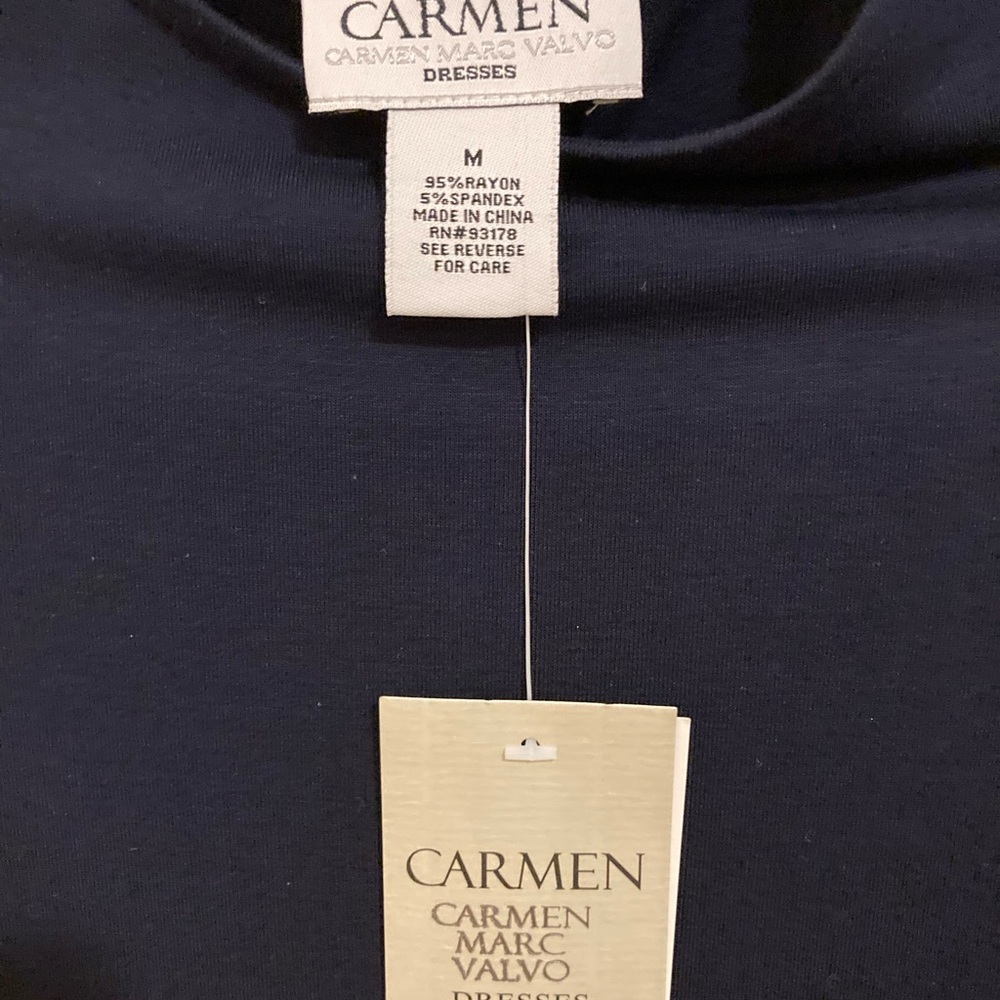 CARMEN
CARMEN MARC VALVO
DRESSES
M
95%RAYON
5%SPANDEX
MADE IN CHINA
RN#93178
SEE REVERSE
FOR CARE
CARMEN
CARMEN
MARC
VALVO
DRESSES